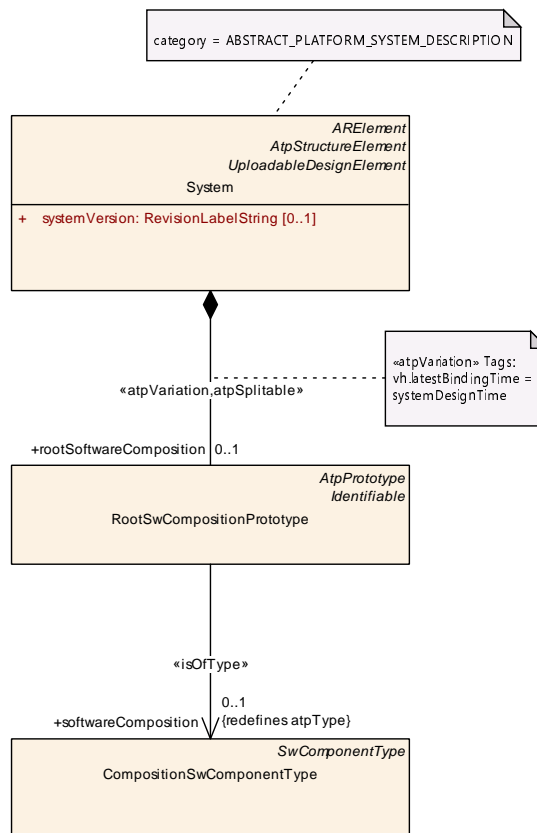 category = ABSTRACT_PLATFORM_SYSTEM_DESCRIPTION
ARElement
AtpStructureElement
UploadableDesignElement
System
+ systemVersion: RevisionLabelString [0..1]
«atpVariation» Tags:
vh.latestBindingTime =
systemDesignTime
«atpVariation,atpSplitable»
+rootSoftwareComposition 0..1
AtpPrototype
Identifiable
RootSwCompositionPrototype
«isOfType»
0..1
+softwareComposition {redefines atpType}
SwComponentType
CompositionSwComponentType